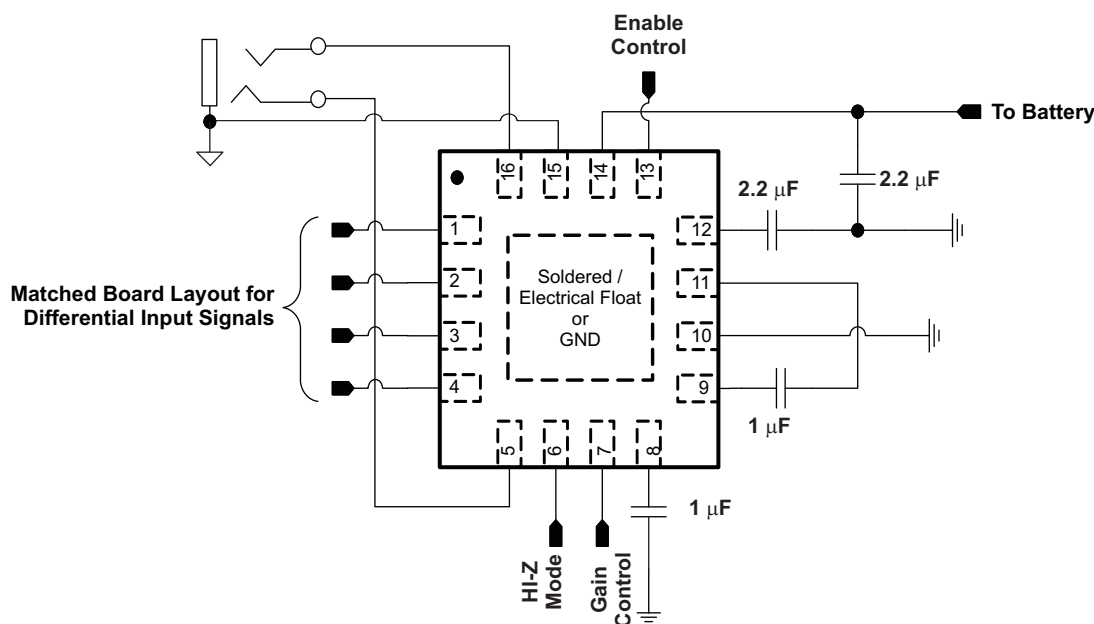 Enable
Control
To Battery
16
15
14
13
2.2 μF
2.2 μF
1
12
Matched Board Layout for
Differential Input Signals
2
11
Soldered /
Electrical Float
or
GND
3
10
4
9
1 μF
5
6
7
8
1 μF
HI-Z
Mode
Gain
Control